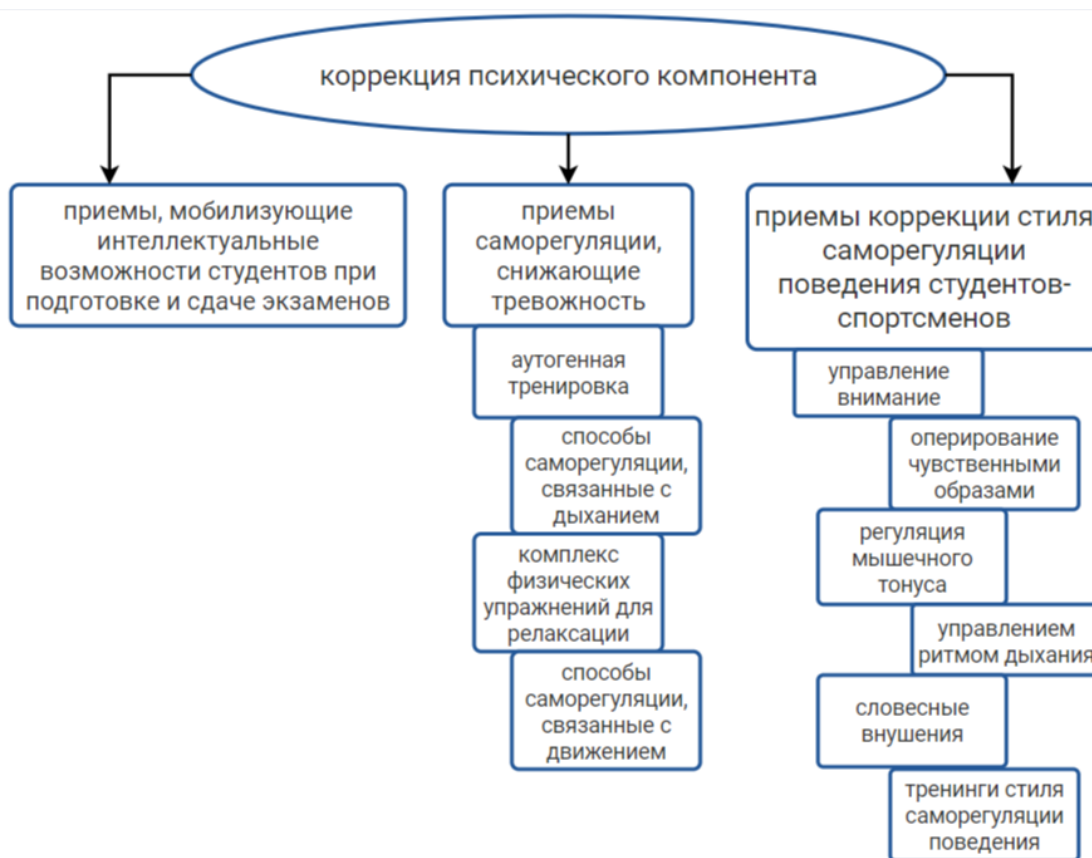 коррекция психического компонента
приемы, мобилизующие
интеллектуальные
возможности студентов при
подготовке и сдаче экзаменов
приемы
саморегуляции,
снижающие
тревожность
аутогенная
тренировка
способы
саморегуляции,
связанные с
дыханием
комплекс
физических
упражнений для
релаксации
способы
саморегуляции,
связанные с
движением
приемы коррекции стиля
саморегуляции
поведения студентов-
спортсменов
управление
внимание
оперирование
чувственными
образами
регуляция
мышечного
тонуса
управлением
ритмом дыхания
словесные
внушения
тренинги стиля
саморегуляции
поведения